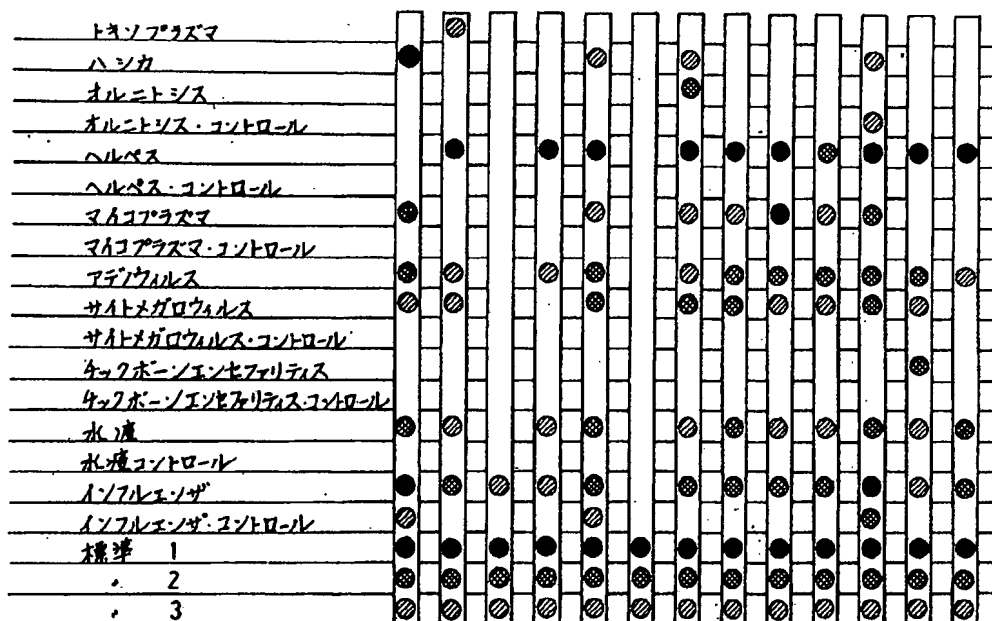 トキソプラズマ
ハシカ
オルニトシス
オルニトシス・コントロール
ヘルペス
ヘルペス・コントロール
マイコプラズマ
マイコプラズマ・コントロール
アデノウィルス
サイトメガロウィルス
サイトメガロウィルス・コントロール
チックボーンエンセファリティス
チックボーンエンセファリティス・コントロール
水痘
水痘コントロール
インフルエンザ
インフルエンザ・コントロール
標準 1
〃 2
〃 3